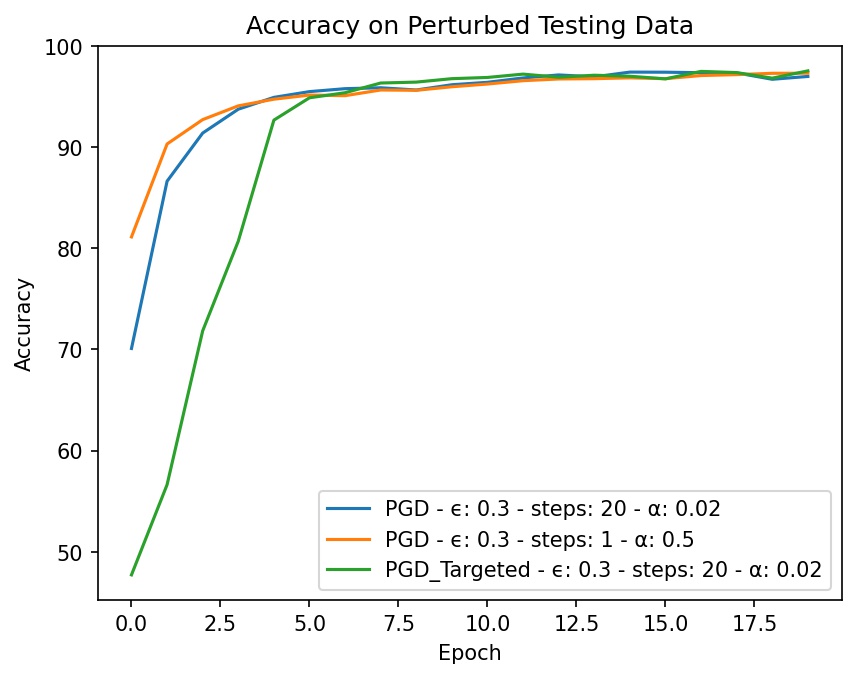 Accuracy on Perturbed Testing Data
100
90
80
70
60
50
Accuracy
0.0 2.5 5.0 7.5 10.0 12.5 15.0 17.5
Epoch
PGD - ϵ: 0.3 - steps: 20 - α: 0.02
PGD - ϵ: 0.3 - steps: 1 - α: 0.5
PGD_Targeted - ϵ: 0.3 - steps: 20 - α: 0.02